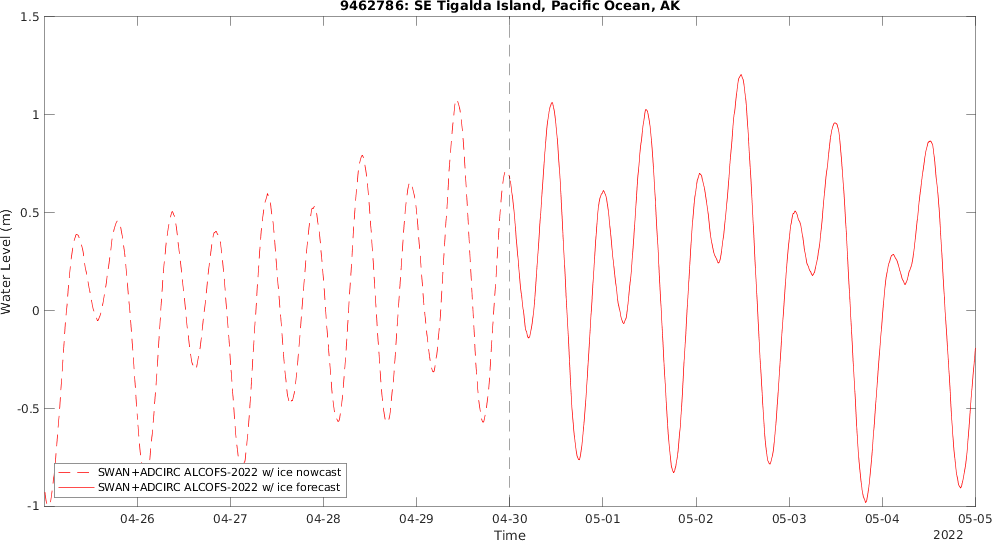 9462786: SE Tigalda Island, Pacific Ocean, AK
1.5
1
0.5
0
-0.5
-1
Water Level (m)
SWAN+ADCIRC ALCOFS-2022 w/ ice nowcast
SWAN+ADCIRC ALCOFS-2022 w/ ice forecast
04-26 04-27 04-28 04-29 04-30 05-01 05-02 05-03 05-04 05-05
Time
2022